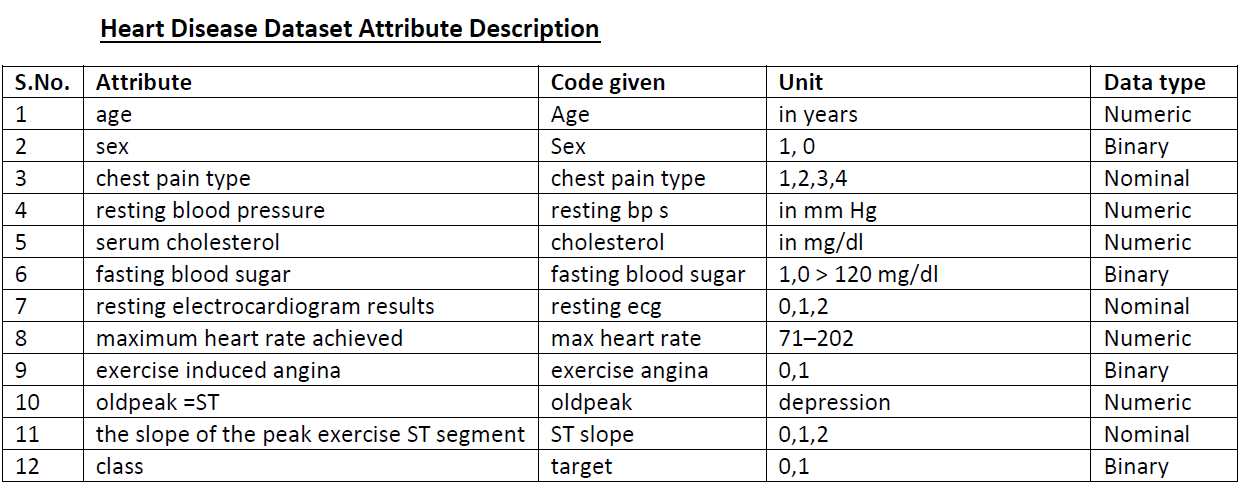 Heart Disease Dataset Attribute Description
S.No. Attribute Code given Unit Data type
1 age Age in years Numeric
2 sex Sex 1, 0 Binary
3 chest pain type chest pain type 1,2,3,4 Nominal
4 resting blood pressure resting bp s in mm Hg Numeric
5 serum cholesterol cholesterol in mg/dl Numeric
6 fasting blood sugar fasting blood sugar 1,0 > 120 mg/dl Binary
7 resting electrocardiogram results resting ecg 0,1,2 Nominal
8 maximum heart rate achieved max heart rate 71–202 Numeric
9 exercise induced angina exercise angina 0,1 Binary
10 oldpeak =ST oldpeak depression Numeric
11 the slope of the peak exercise ST segment ST slope 0,1,2 Nominal
12 class target 0,1 Binary